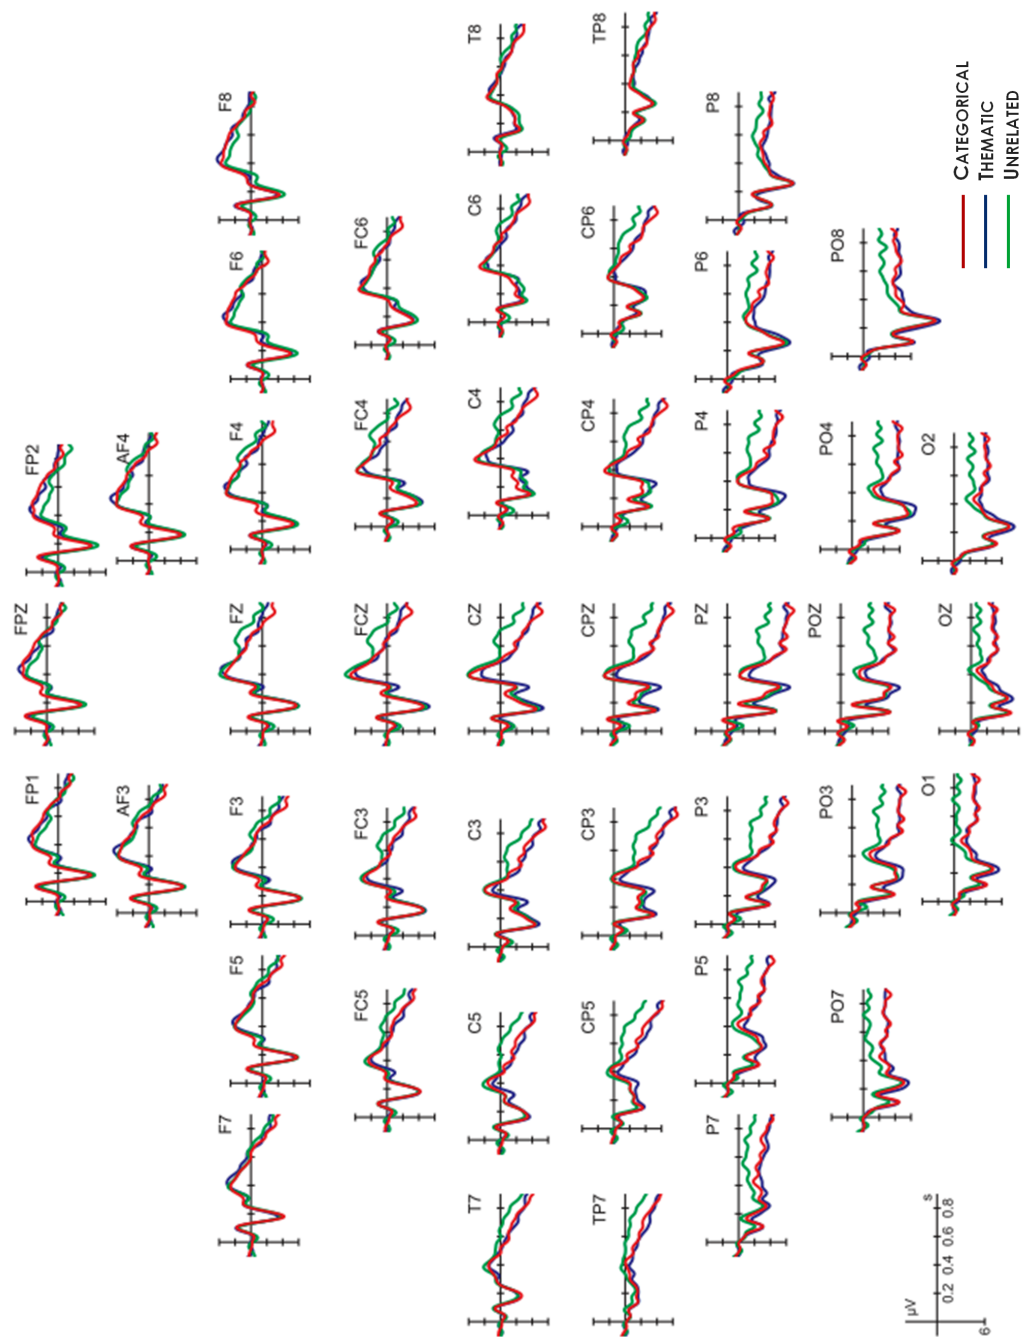 FP1 FPZ FP2
AF3 AF4
F7 F5 F3 FZ F4 F6 F8
FC5 FC3 FCZ FC4 FC6
T7 C5 C3 CZ C4 C6 T8
TP7 CP5 CP3 CPZ CP4 CP6 TP8
P7 P5 P3 PZ P4 P6 P8
PO7 PO3 POZ PO4 PO8
O1 OZ O2
µV
s
0.2 0.4 0.6 0.8
6
CATEGORICAL
THEMATIC
UNRELATED